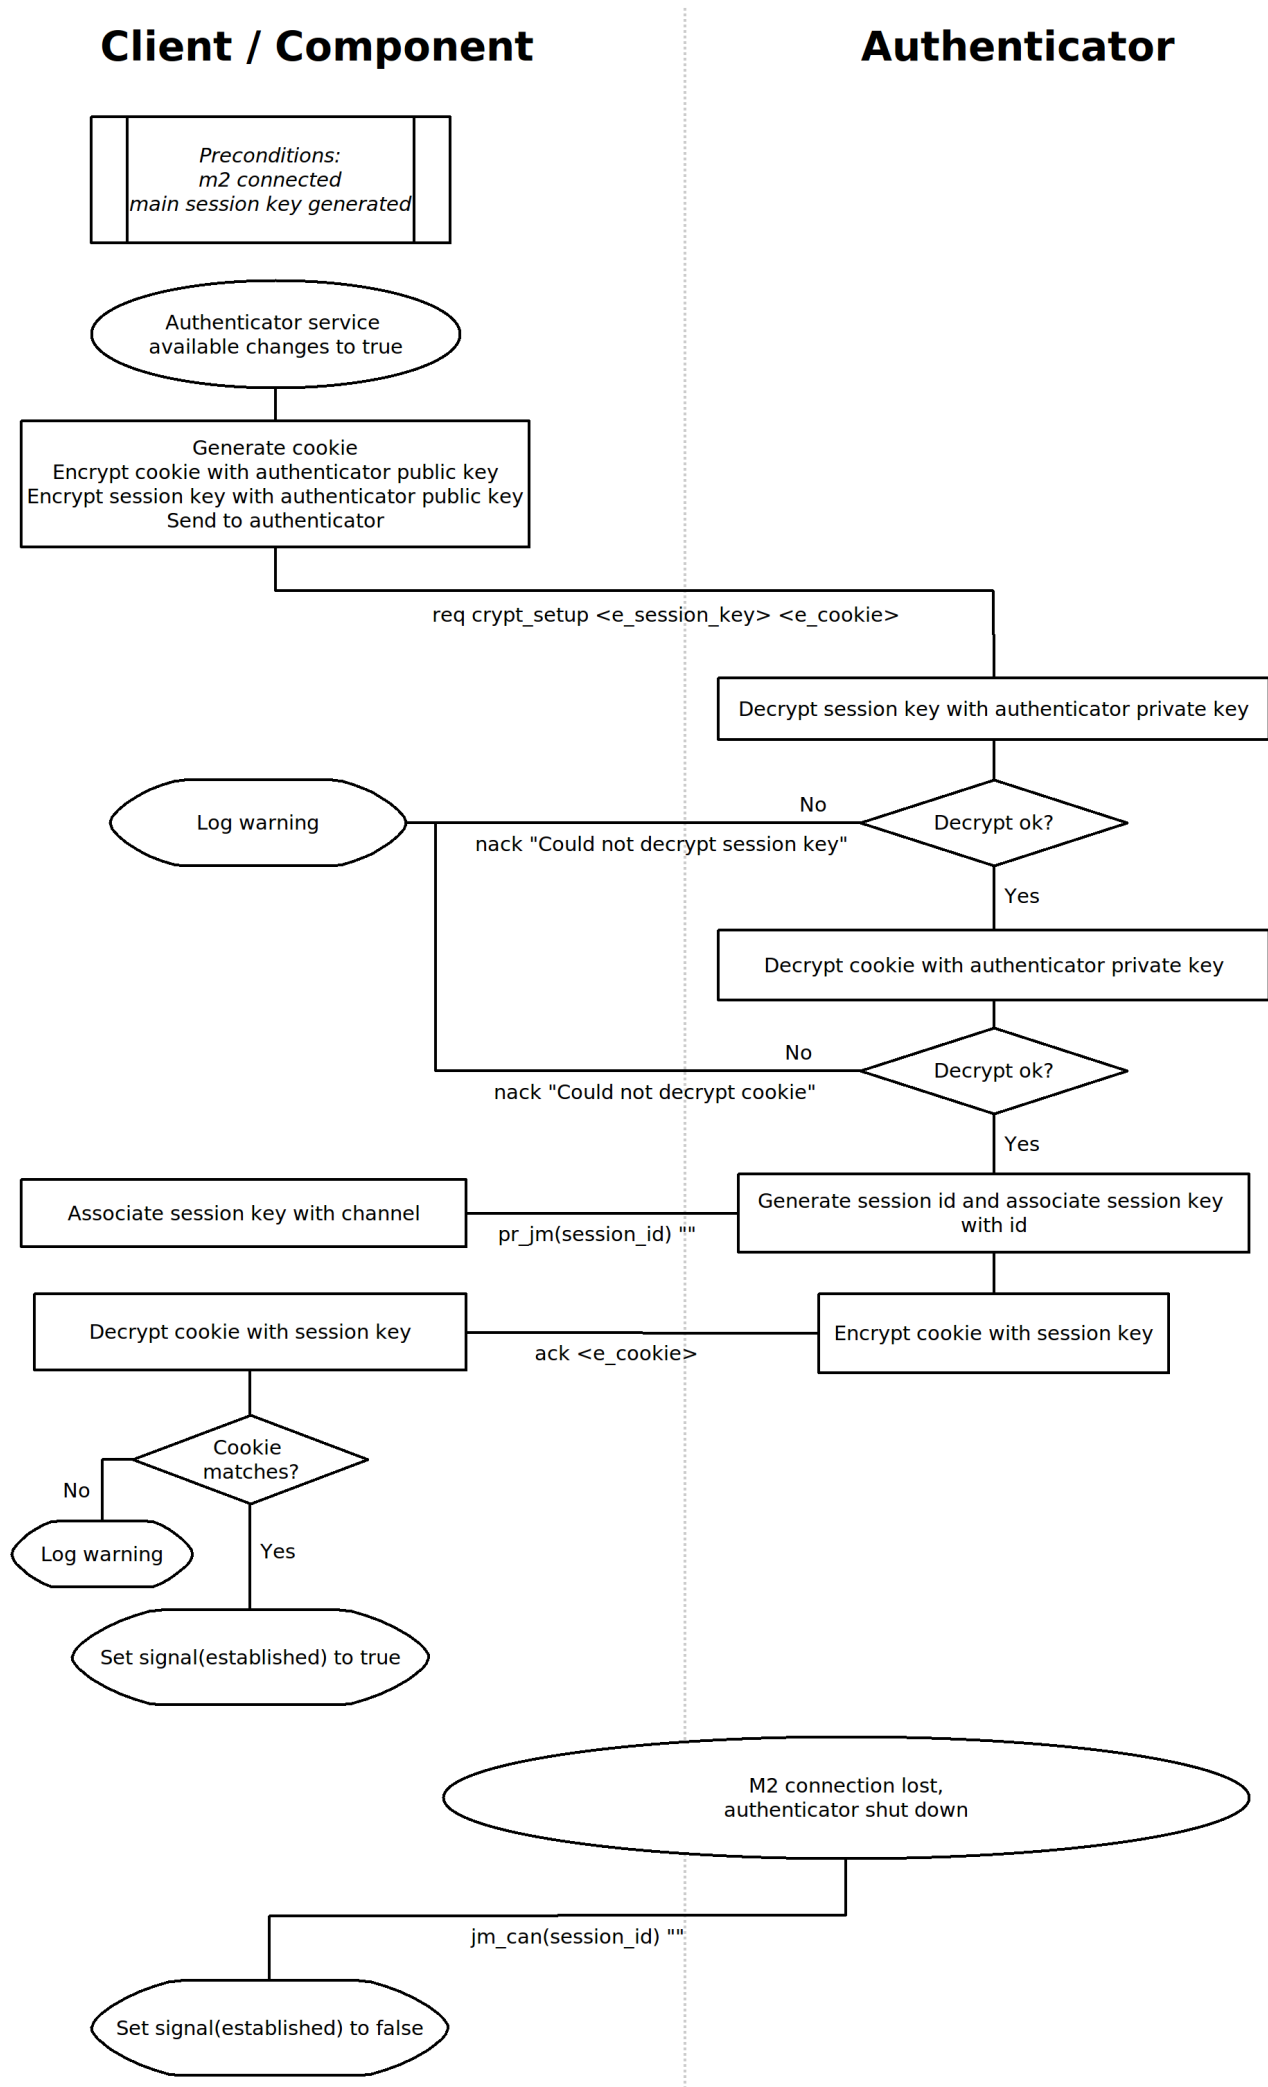 Client / Component
Authenticator
Preconditions:
m2 connected
main session key generated
Authenticator service
available changes to true
Generate cookie
Encrypt cookie with authenticator public key
Encrypt session key with authenticator public key
Send to authenticator
req crypt_setup <e_session_key> <e_cookie>
Decrypt session key with authenticator private key
Log warning
No
Decrypt ok?
nack "Could not decrypt session key"
Yes
Decrypt cookie with authenticator private key
No
Decrypt ok?
nack "Could not decrypt cookie"
Yes
Associate session key with channel
pr_jm(session_id) ""
Generate session id and associate session key
with id
Decrypt cookie with session key
ack <e_cookie>
Encrypt cookie with session key
Cookie
matches?
No
Log warning
Yes
Set signal(established) to true
M2 connection lost,
authenticator shut down
jm_can(session_id) ""
Set signal(established) to false